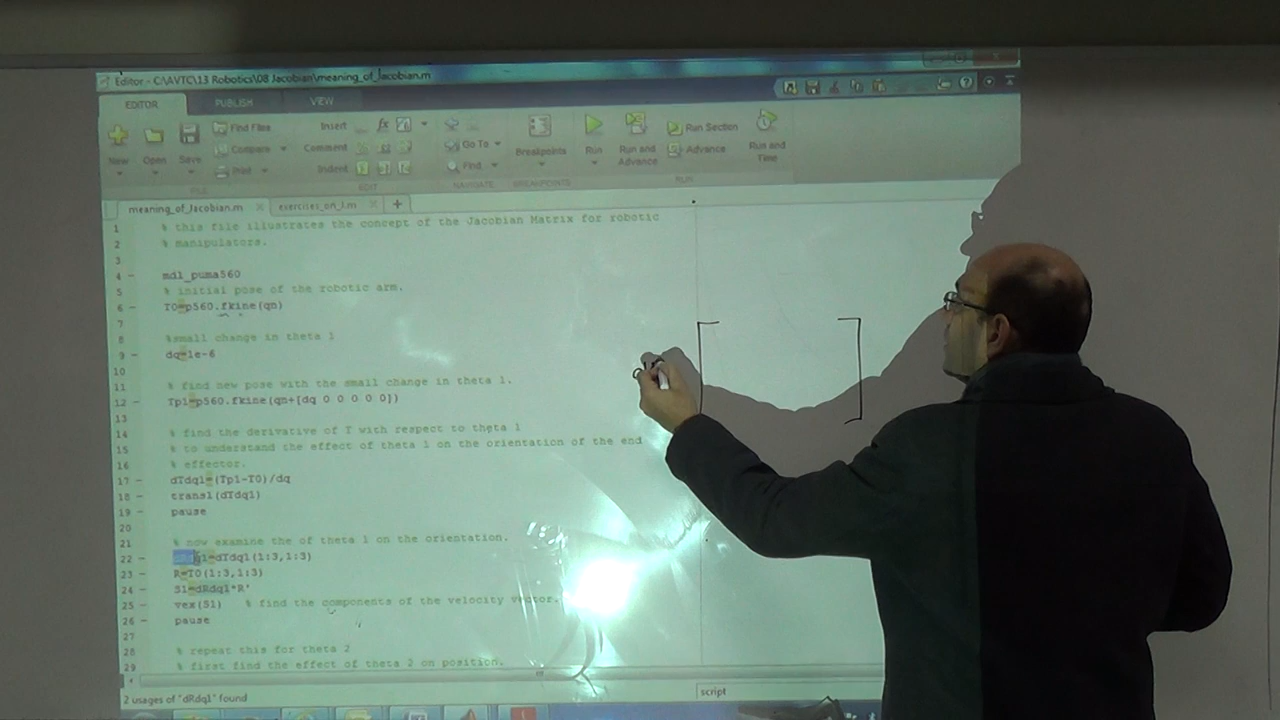 Editor - C:\AVTC\13 Robotics\08 Jacobian\meaning_of_Jacobian.m
EDITOR PUBLISH VIEW
New Open Save Find Files Compare Print Insert fx Comment Indent Go To Find Breakpoints Run Run and Advance Run Section Advance Run and Time
FILE EDIT NAVIGATE BREAKPOINTS RUN
meaning_of_Jacobian.m × exercises_on_J.m × +
1 % this file illustrates the concept of the Jacobian Matrix for robotic
2 % manipulators.
3
4 - mdl_puma560
5 % initial pose of the robotic arm.
6 - T0=p560.fkine(qn)
7
8 %small change in theta 1
9 - dq=1e-6
10
11 % find new pose with the small change in theta 1.
12 - Tp1=p560.fkine(qn+[dq 0 0 0 0 0])
13
14 % find the derivative of T with respect to theta 1
15 % to understand the effect of theta 1 on the orientation of the end
16 % effector.
17 - dTdq1=(Tp1-T0)/dq
18 - transl(dTdq1)
19 - pause
20
21 % now examine the of theta 1 on the orientation.
22 - dRdq1=dTdq1(1:3,1:3)
23 - R=T0(1:3,1:3)
24 - S1=dRdq1*R'
25 - vex(S1) % find the components of the velocity vector.
26 - pause
27
28 % repeat this for theta 2
29 % first find the effect of theta 2 on position.
2 usages of "dRdq1" found script